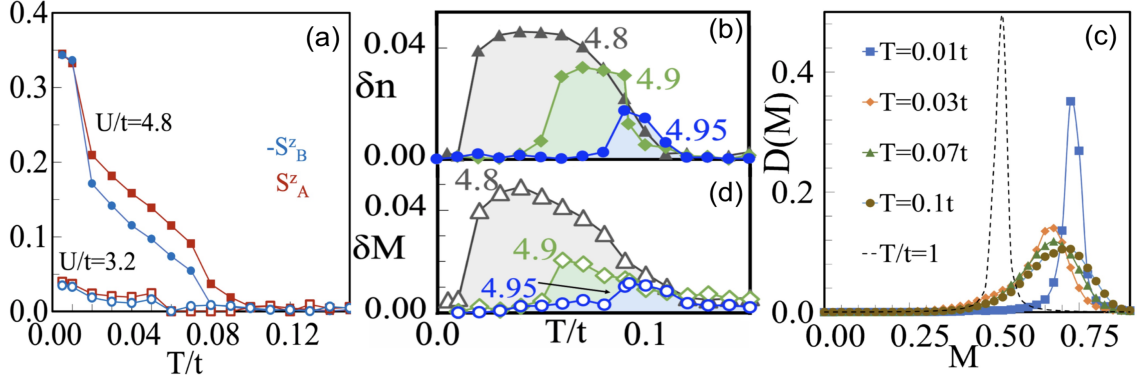 (a)
0.4
0.3
0.2
0.1
0.0
U/t=4.8
-S^z_B
S^z_A
U/t=3.2
0.00
0.04
0.08
0.12
T/t
(b)
0.04
δn
0.00
4.8
4.9
4.95
(d)
0.04
δM
0.00
4.8
4.9
4.95
0.1
T/t
(c)
D(M)
0.4
0.2
0.0
T=0.01t
T=0.03t
T=0.07t
T=0.1t
T/t=1
0.00
0.25
0.50
0.75
M